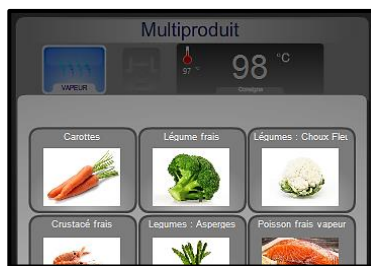 Multiproduit
VAPEUR
97 °C
98 °C
Consigne
Carottes
Légume frais
Légumes : Choux Fleu
Crustacé frais
Legumes : Asperges
Poisson frais vapeur